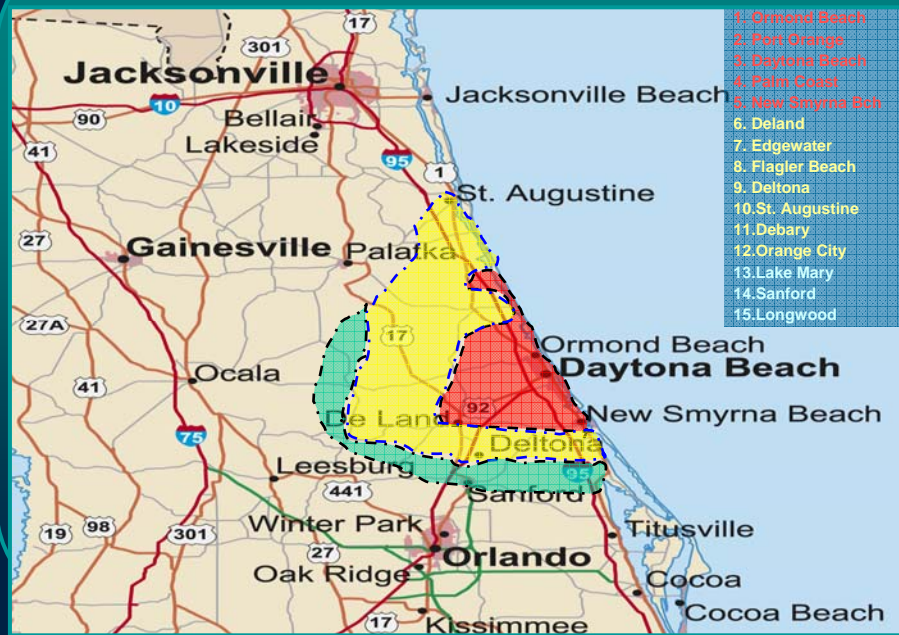 17
301
Jacksonville
10
Jacksonville Beach
90
Bellair
Lakeside
41
95
1
St. Augustine
27
Gainesville
Palatka
27A
17
Ormond Beach
Daytona Beach
Ocala
41
92
De Land
New Smyrna Beach
75
Deltona
Leesburg
95
441
Sanford
Winter Park
19
98
301
Titusville
27
Orlando
Oak Ridge
Cocoa
17
Kissimmee
Cocoa Beach
1. Ormond Beach
2. Port Orange
3. Daytona Beach
4. Palm Coast
5. New Smyrna Bch
6. Deland
7. Edgewater
8. Flagler Beach
9. Deltona
10.St. Augustine
11.Debary
12.Orange City
13.Lake Mary
14.Sanford
15.Longwood